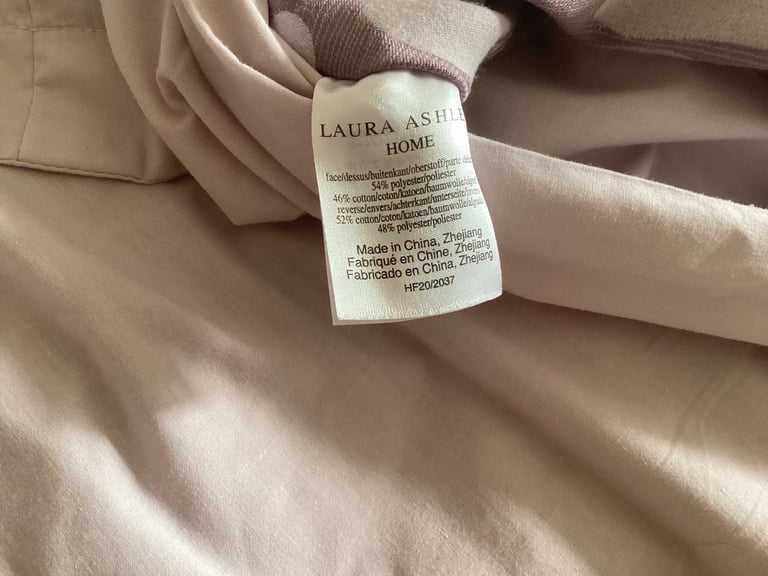 LAURA ASHLE
HOME
face/dessus/buitenkant/oberstoff/parte
54% polyester/poliester
46% cotton/coton/katoen/baumwolle/
reverse/envers/achterkant/unterseite/
52% cotton/coton/katoen/baumwolle/
48% polyester/poliester
Made in China, Zhejiang
Fabriqué en Chine, Zhejiang
Fabricado en China, Zhejiang
HF20/2037